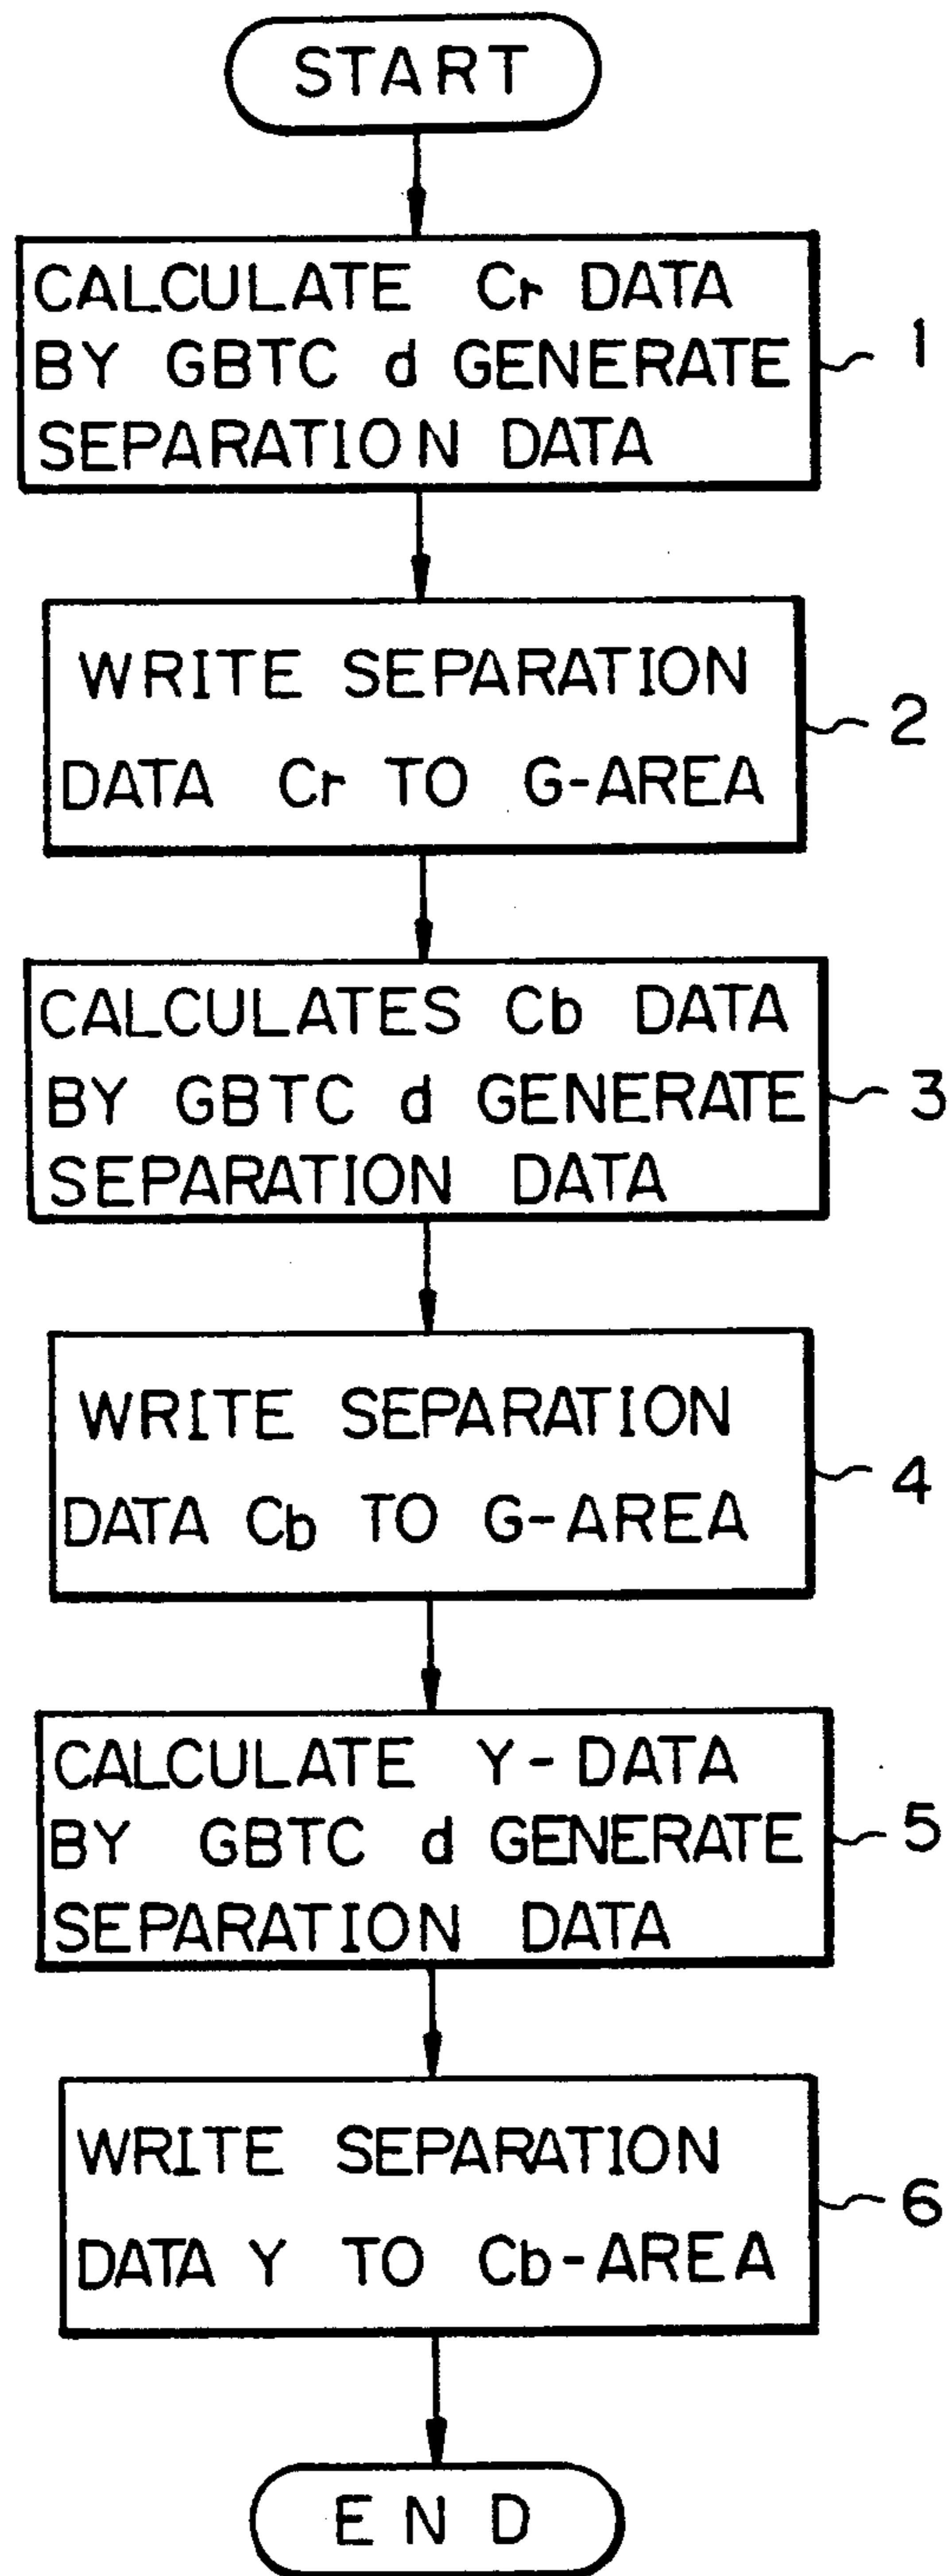 START
CALCULATE Cr DATA
BY GBTC d GENERATE
SEPARATION DATA
1
WRITE SEPARATION
DATA Cr TO G-AREA
2
CALCULATES Cb DATA
BY GBTC d GENERATE
SEPARATION DATA
3
WRITE SEPARATION
DATA Cb TO G-AREA
4
CALCULATE Y-DATA
BY GBTC d GENERATE
SEPARATION DATA
5
WRITE SEPARATION
DATA Y TO Cb-AREA
6
END